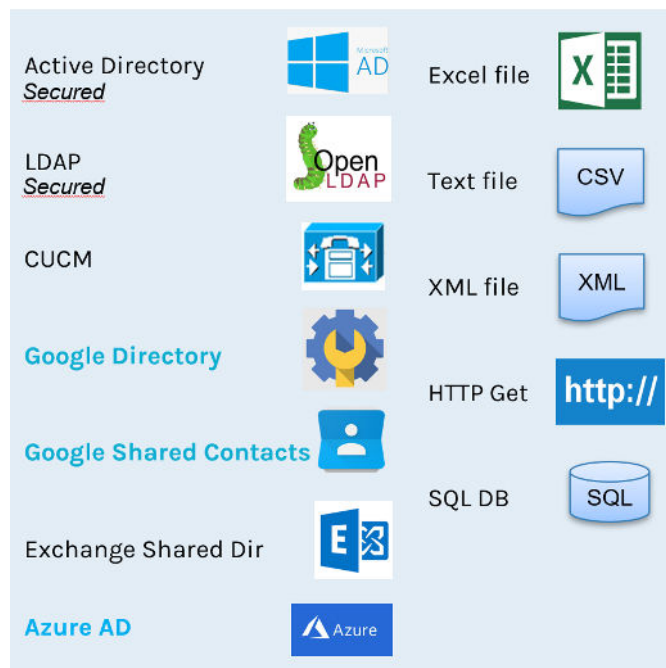 Active Directory
Secured
Microsoft
AD
LDAP
Secured
Open
LDAP
CUCM
Google Directory
Google Shared Contacts
Exchange Shared Dir
E
Azure AD
Azure
Excel file
X
Text file
CSV
XML file
XML
HTTP Get
http://
SQL DB
SQL